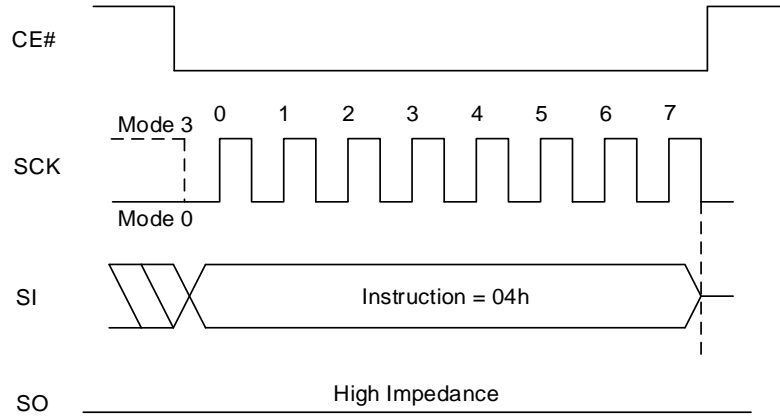 CE#
0 1 2 3 4 5 6 7
Mode 3
SCK
Mode 0
SI
Instruction = 04h
High Impedance
SO